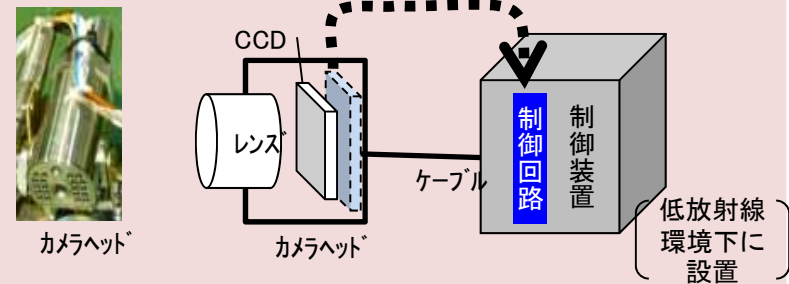 CCD
レンズ
ケーブル
制御回路
制御装置
低放射線
環境下に
設置
カメラヘッド
カメラヘッド